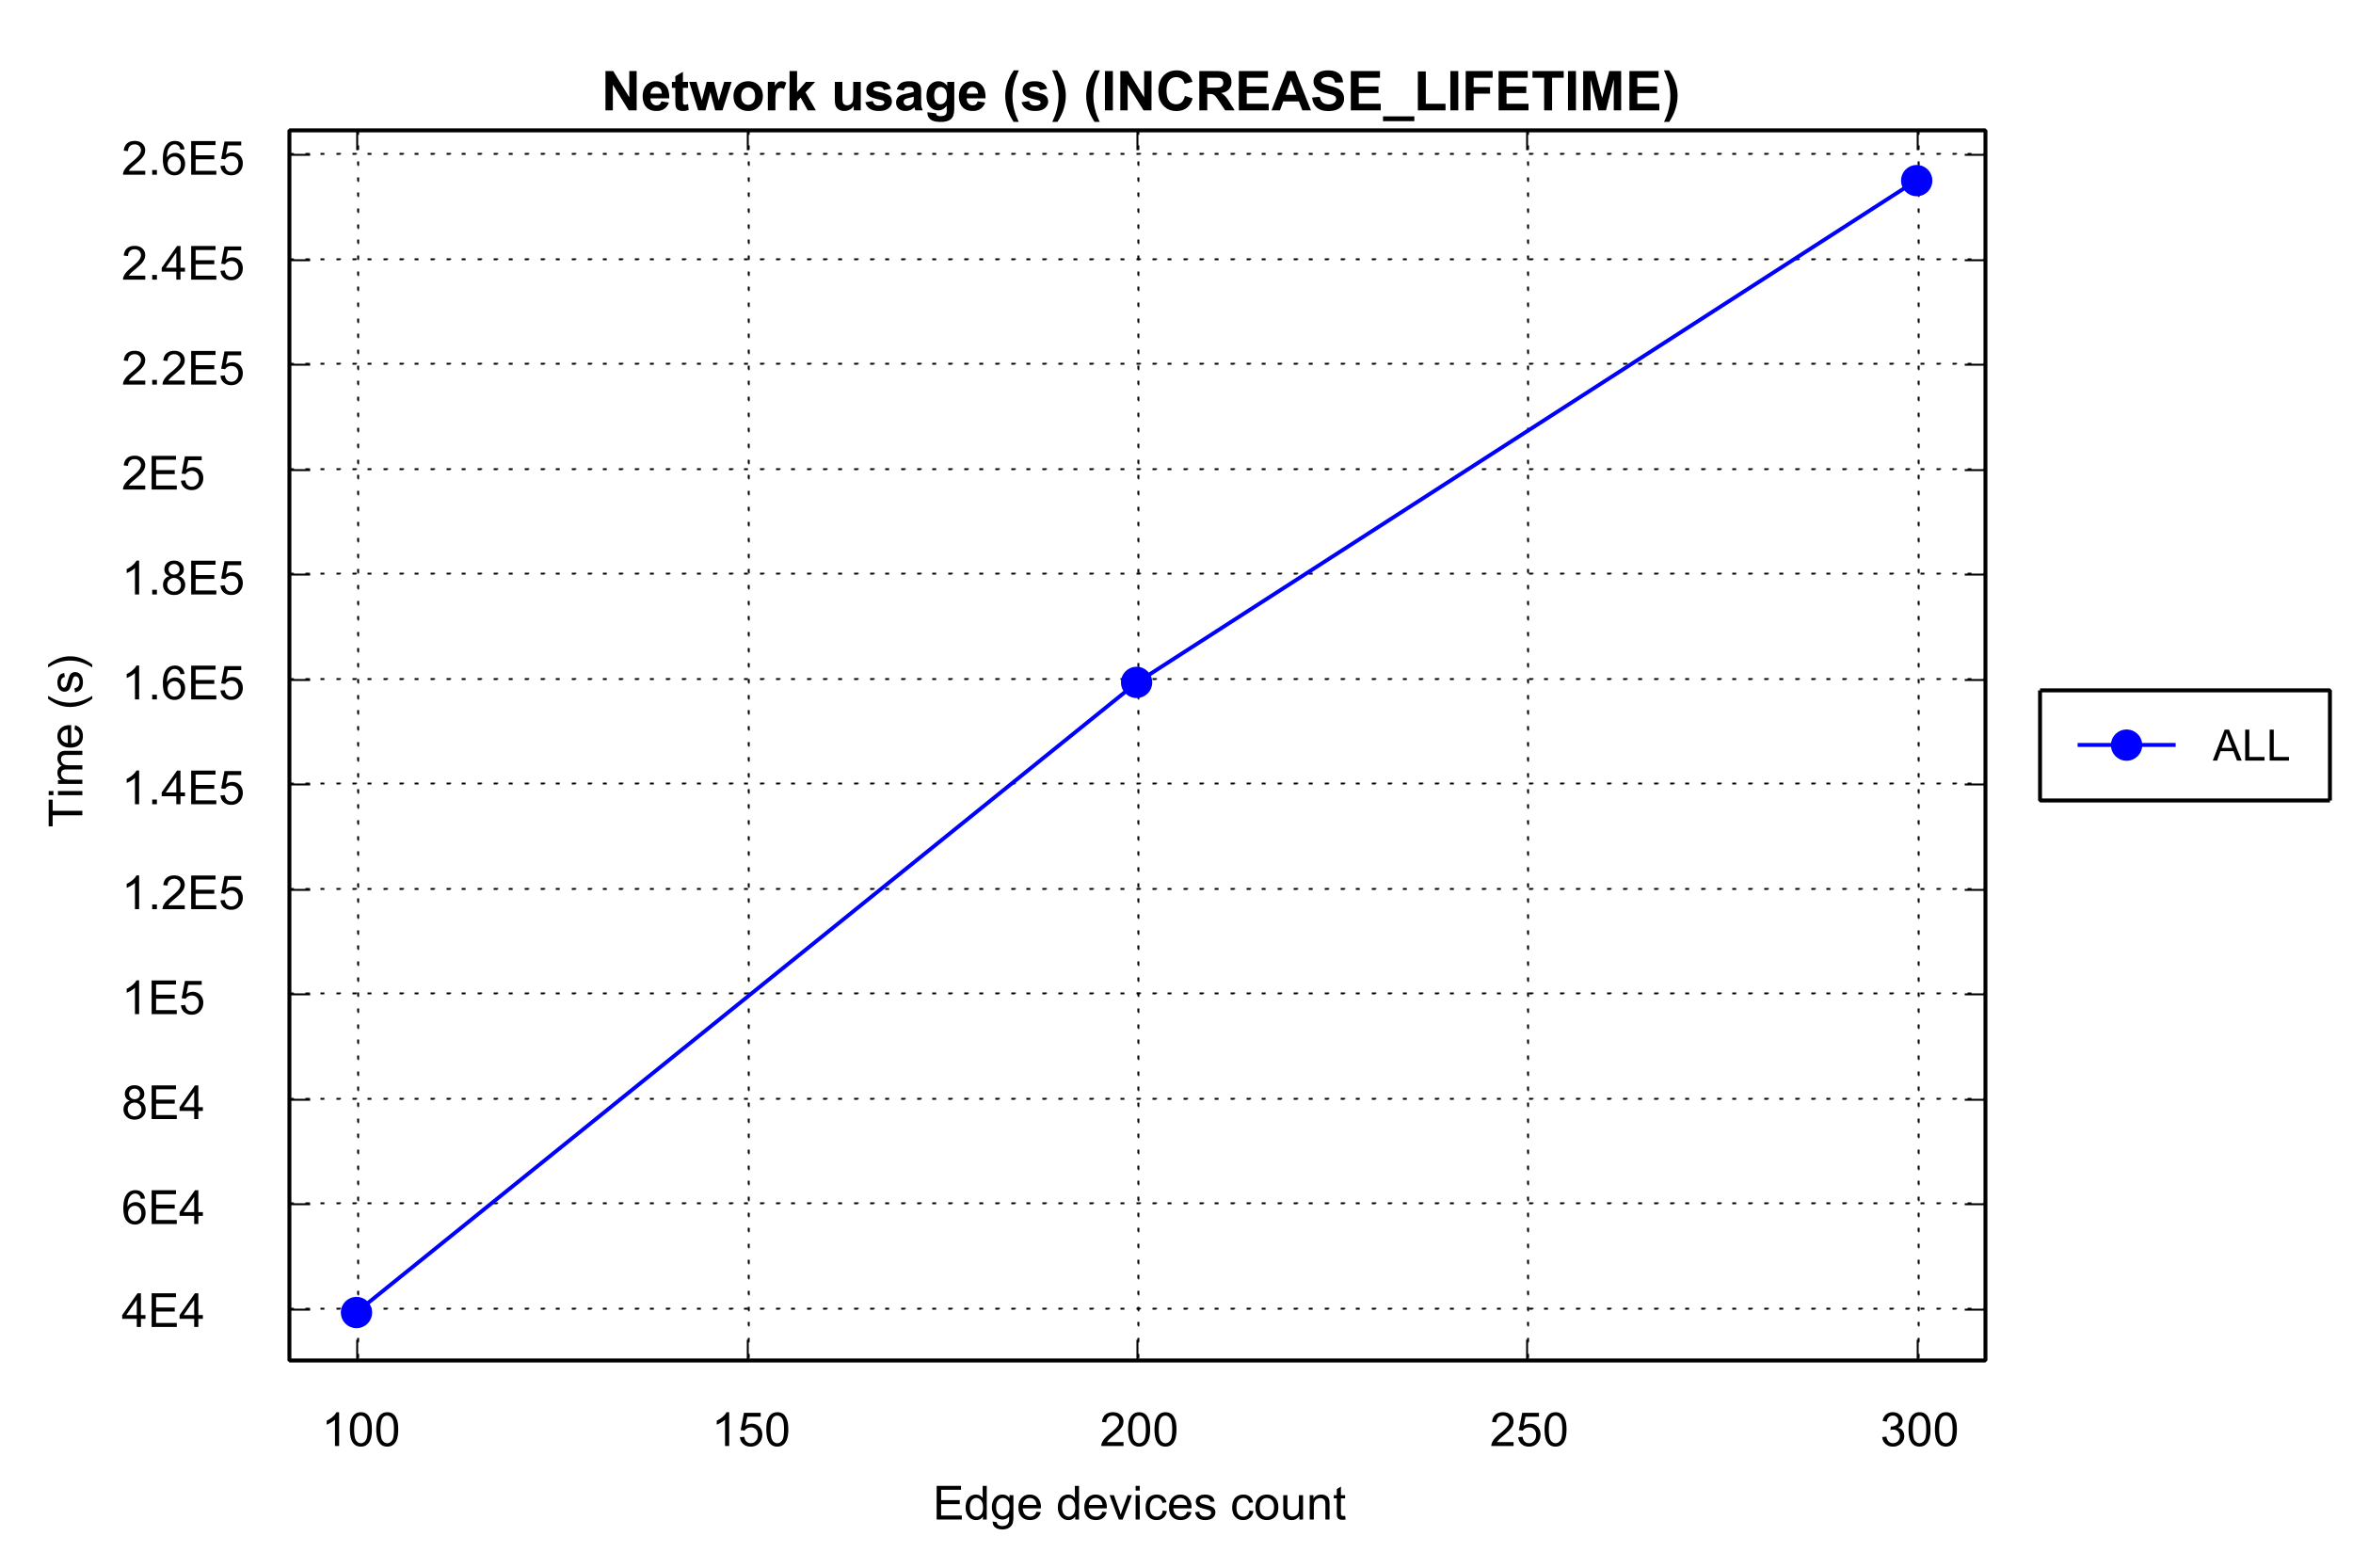 Network usage (s) (INCREASE_LIFETIME)
2.6E5
2.4E5
2.2E5
2E5
1.8E5
1.6E5
1.4E5
1.2E5
1E5
8E4
6E4
4E4
Time (s)
ALL
100 150 200 250 300
Edge devices count